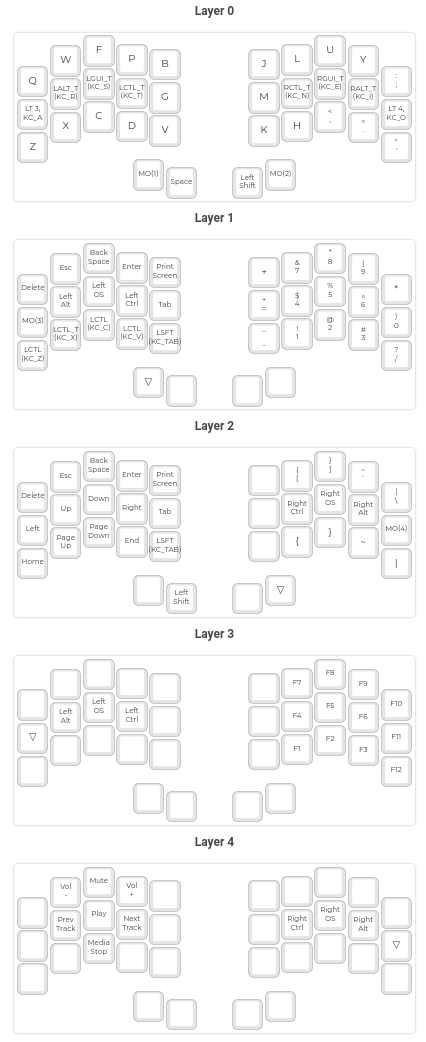 Layer 0
Q
W
F
P
B
J
L
U
Y
:
;
LT 3,
KC_A
LALT_T
(KC_R)
LGUI_T
(KC_S)
LCTL_T
(KC_T)
G
M
RCTL_T
(KC_N)
RGUI_T
(KC_E)
RALT_T
(KC_I)
LT 4,
KC_O
Z
X
C
D
V
K
H
<
,
>
.
"
'
MO(1)
Space
Left
Shift
MO(2)
Layer 1
Delete
Esc
Back
Space
Enter
Print
Screen
+
&
7
*
8
(
9
*
MO(3)
Left
Alt
Left
OS
Left
Ctrl
Tab
+
=
$
4
%
5
^
6
)
0
LCTL
(KC_Z)
LCTL_T
(KC_X)
LCTL
(KC_C)
LCTL
(KC_V)
LSFT
(KC_TAB)
_
-
!
1
@
2
#
3
?
/
▽
Layer 2
Delete
Esc
Back
Space
Enter
Print
Screen
{
[
}
]
~
`
|
\
Left
Up
Down
Right
Tab
Right
Ctrl
Right
OS
Right
Alt
MO(4)
Home
Page
Up
Page
Down
End
LSFT
(KC_TAB)
{
}
~
|
Left
Shift
▽
Layer 3
F7
F8
F9
F10
▽
Left
Alt
Left
OS
Left
Ctrl
F4
F5
F6
F11
F1
F2
F3
F12
Layer 4
Vol
-
Mute
Vol
+
Prev
Track
Play
Next
Track
Right
Ctrl
Right
OS
Right
Alt
▽
Media
Stop